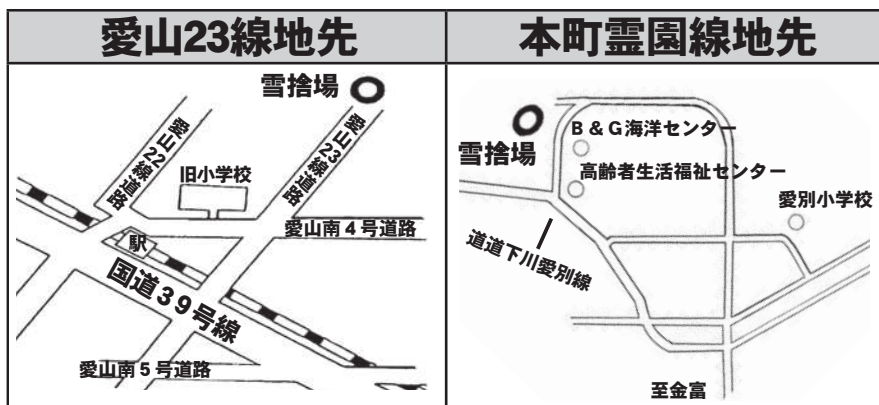 愛山23線地先
雪捨場
愛山22線道路
愛山23線道路
旧小学校
愛山南4号道路
駅
国道39号線
愛山南5号道路
本町霊園線地先
雪捨場
B&G海洋センター
高齢者生活福祉センター
愛別小学校
道道下川愛別線
至金富